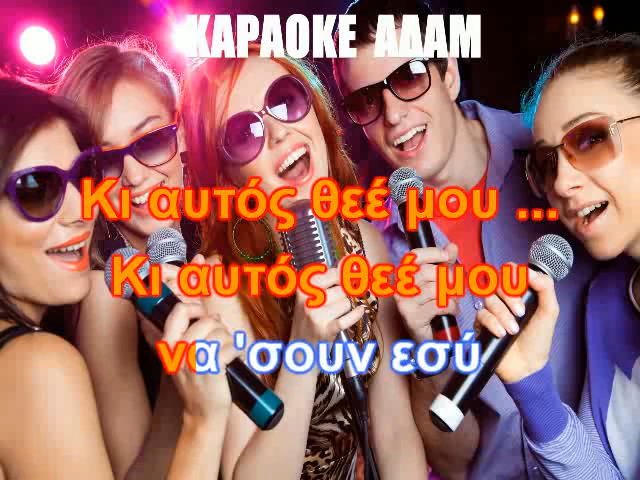 ΚΑΡΑΟΚΕ ΑΔΑΜ
Κι αυτός θεέ μου ...
Κι αυτός θεέ μου
να 'σουν εσύ